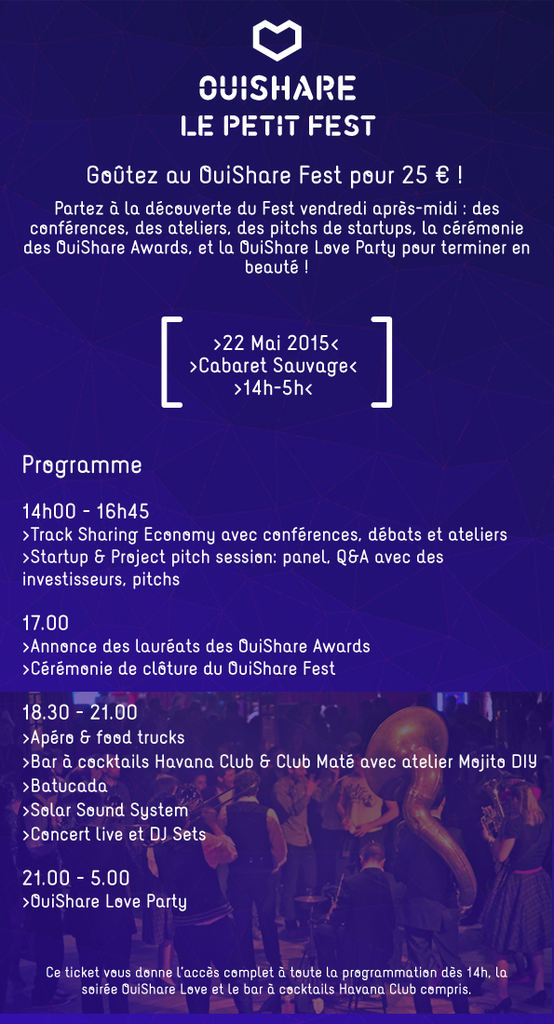 OUISHARE
LE PETIT FEST
Goûtez au OuiShare Fest pour 25 € !
Partez à la découverte du Fest vendredi après-midi : des
conférences, des ateliers, des pitchs de startups, la cérémonie
des OuiShare Awards, et la OuiShare Love Party pour terminer en
beauté !
>22 Mai 2015<
>Cabaret Sauvage<
>14h-5h<
Programme
14h00 - 16h45
>Track Sharing Economy avec conférences, débats et ateliers
>Startup & Project pitch session: panel, Q&A avec des
investisseurs, pitchs
17.00
>Annonce des lauréats des OuiShare Awards
>Cérémonie de clôture du OuiShare Fest
18.30 - 21.00
>Apéro & food trucks
>Bar à cocktails Havana Club & Club Maté avec atelier Mojito DIY
>Batucada
>Solar Sound System
>Concert live et DJ Sets
21.00 - 5.00
>OuiShare Love Party
Ce ticket vous donne l'accès complet à toute la programmation dès 14h, la
soirée OuiShare Love et le bar à cocktails Havana Club compris.